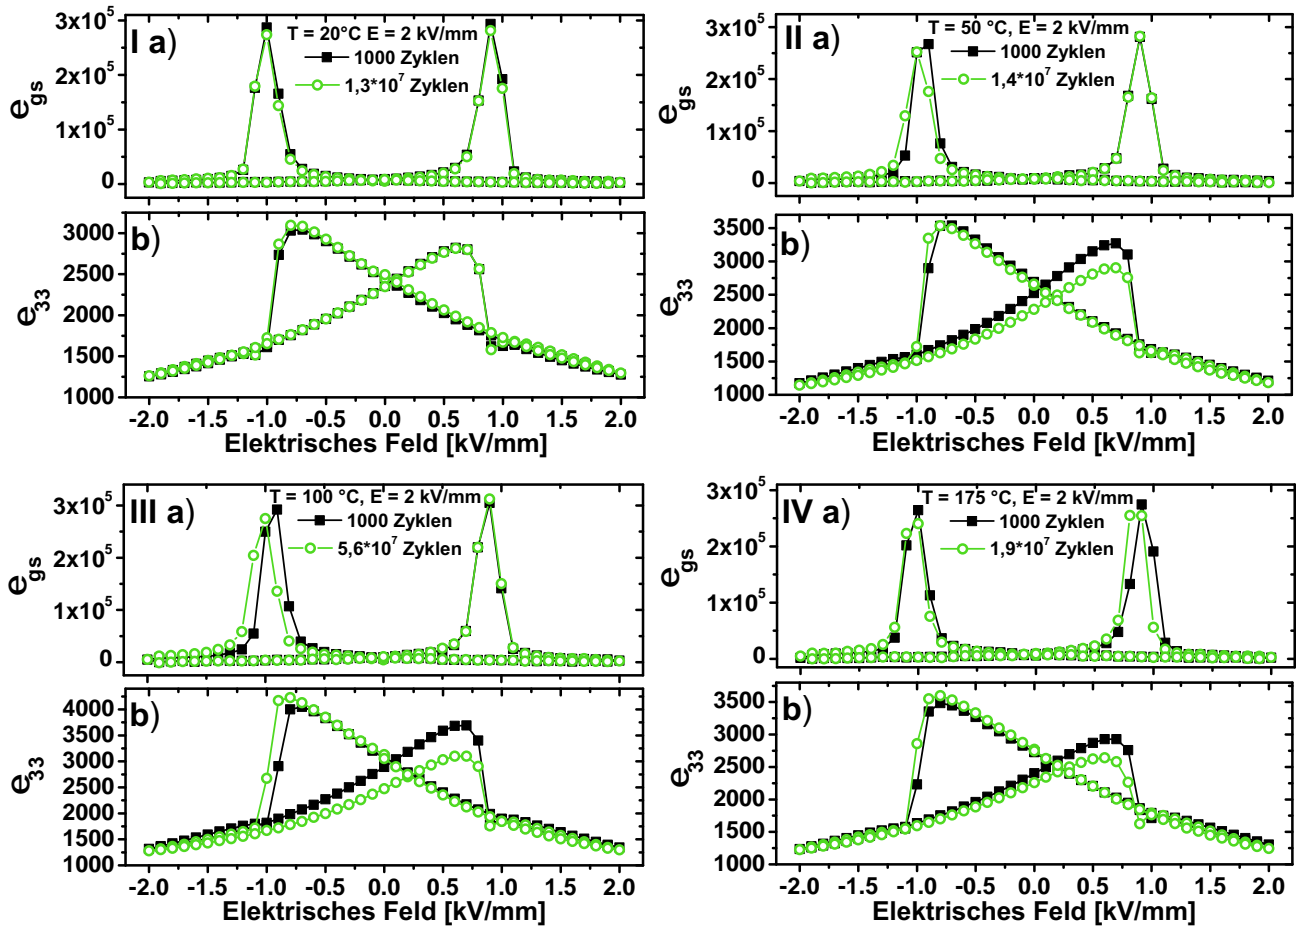 I a)
T = 20°C E = 2 kV/mm
1000 Zyklen
1,3*10^7 Zyklen
e_gs
3x10^5
2x10^5
1x10^5
0
b)
e_33
3000
2500
2000
1500
1000
-2.0 -1.5 -1.0 -0.5 0.0 0.5 1.0 1.5 2.0
Elektrisches Feld [kV/mm]
II a)
T = 50 °C, E = 2 kV/mm
1000 Zyklen
1,4*10^7 Zyklen
e_gs
3x10^5
2x10^5
1x10^5
0
b)
e_33
3500
3000
2500
2000
1500
1000
-2.0 -1.5 -1.0 -0.5 0.0 0.5 1.0 1.5 2.0
Elektrisches Feld [kV/mm]
III a)
T = 100 °C, E = 2 kV/mm
1000 Zyklen
5,6*10^7 Zyklen
e_gs
3x10^5
2x10^5
1x10^5
0
b)
e_33
4000
3500
3000
2500
2000
1500
1000
-2.0 -1.5 -1.0 -0.5 0.0 0.5 1.0 1.5 2.0
Elektrisches Feld [kV/mm]
IV a)
T = 175 °C, E = 2 kV/mm
1000 Zyklen
1,9*10^7 Zyklen
e_gs
3x10^5
2x10^5
1x10^5
0
b)
e_33
3500
3000
2500
2000
1500
1000
-2.0 -1.5 -1.0 -0.5 0.0 0.5 1.0 1.5 2.0
Elektrisches Feld [kV/mm]